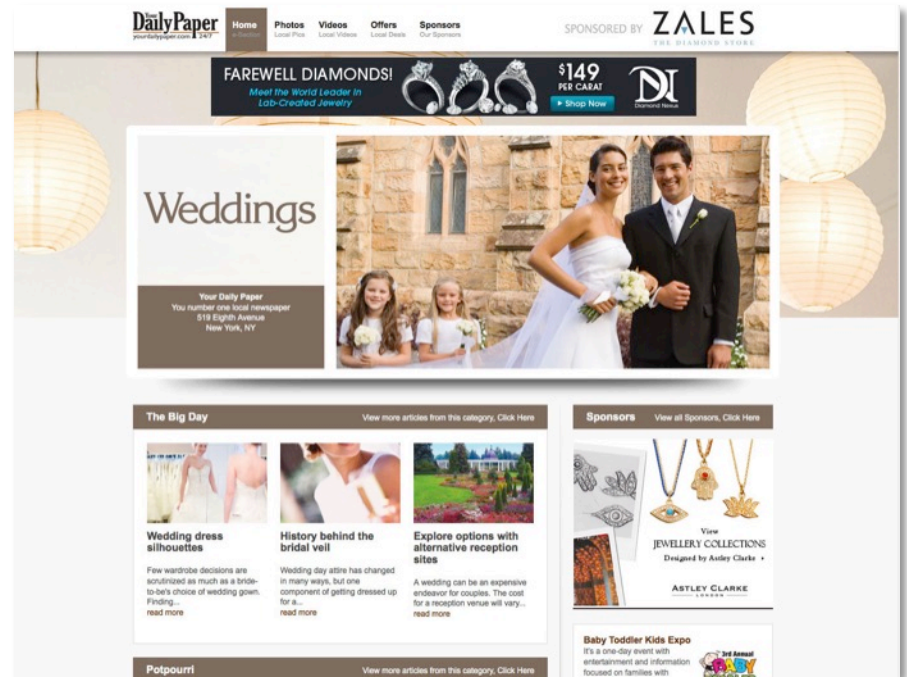 Your
Daily Paper
yourdailypaper.com 24/7
Home
e-Section
Photos
Local Pics
Videos
Local Videos
Offers
Local Deals
Sponsors
Our Sponsors
SPONSORED BY ZALES
THE DIAMOND STORE
FAREWELL DIAMONDS!
Meet the World Leader in
Lab-Created Jewelry
$149
PER CARAT
Shop Now
DN
Diamond Nexus
Weddings
Your Daily Paper
You number one local newspaper
519 Eighth Avenue
New York, NY
The Big Day
View more articles from this category, Click Here
Wedding dress
silhouettes
Few wardrobe decisions are
scrutinized as much as a bride-
to-be's choice of wedding gown.
Finding...
read more
History behind the
bridal veil
Wedding day attire has changed
in many ways, but one
component of getting dressed up
for a...
read more
Explore options with
alternative reception
sites
A wedding can be an expensive
endeavor for couples. The cost
for a reception venue will vary...
read more
Sponsors
View all Sponsors, Click Here
View
JEWELLERY COLLECTIONS
Designed by Astley Clarke
ASTLEY CLARKE
LONDON
Baby Toddler Kids Expo
It's a one-day event with
entertainment and information
focused on families with
3rd Annual
BABY
Potpourri
View more articles from this category, Click Here